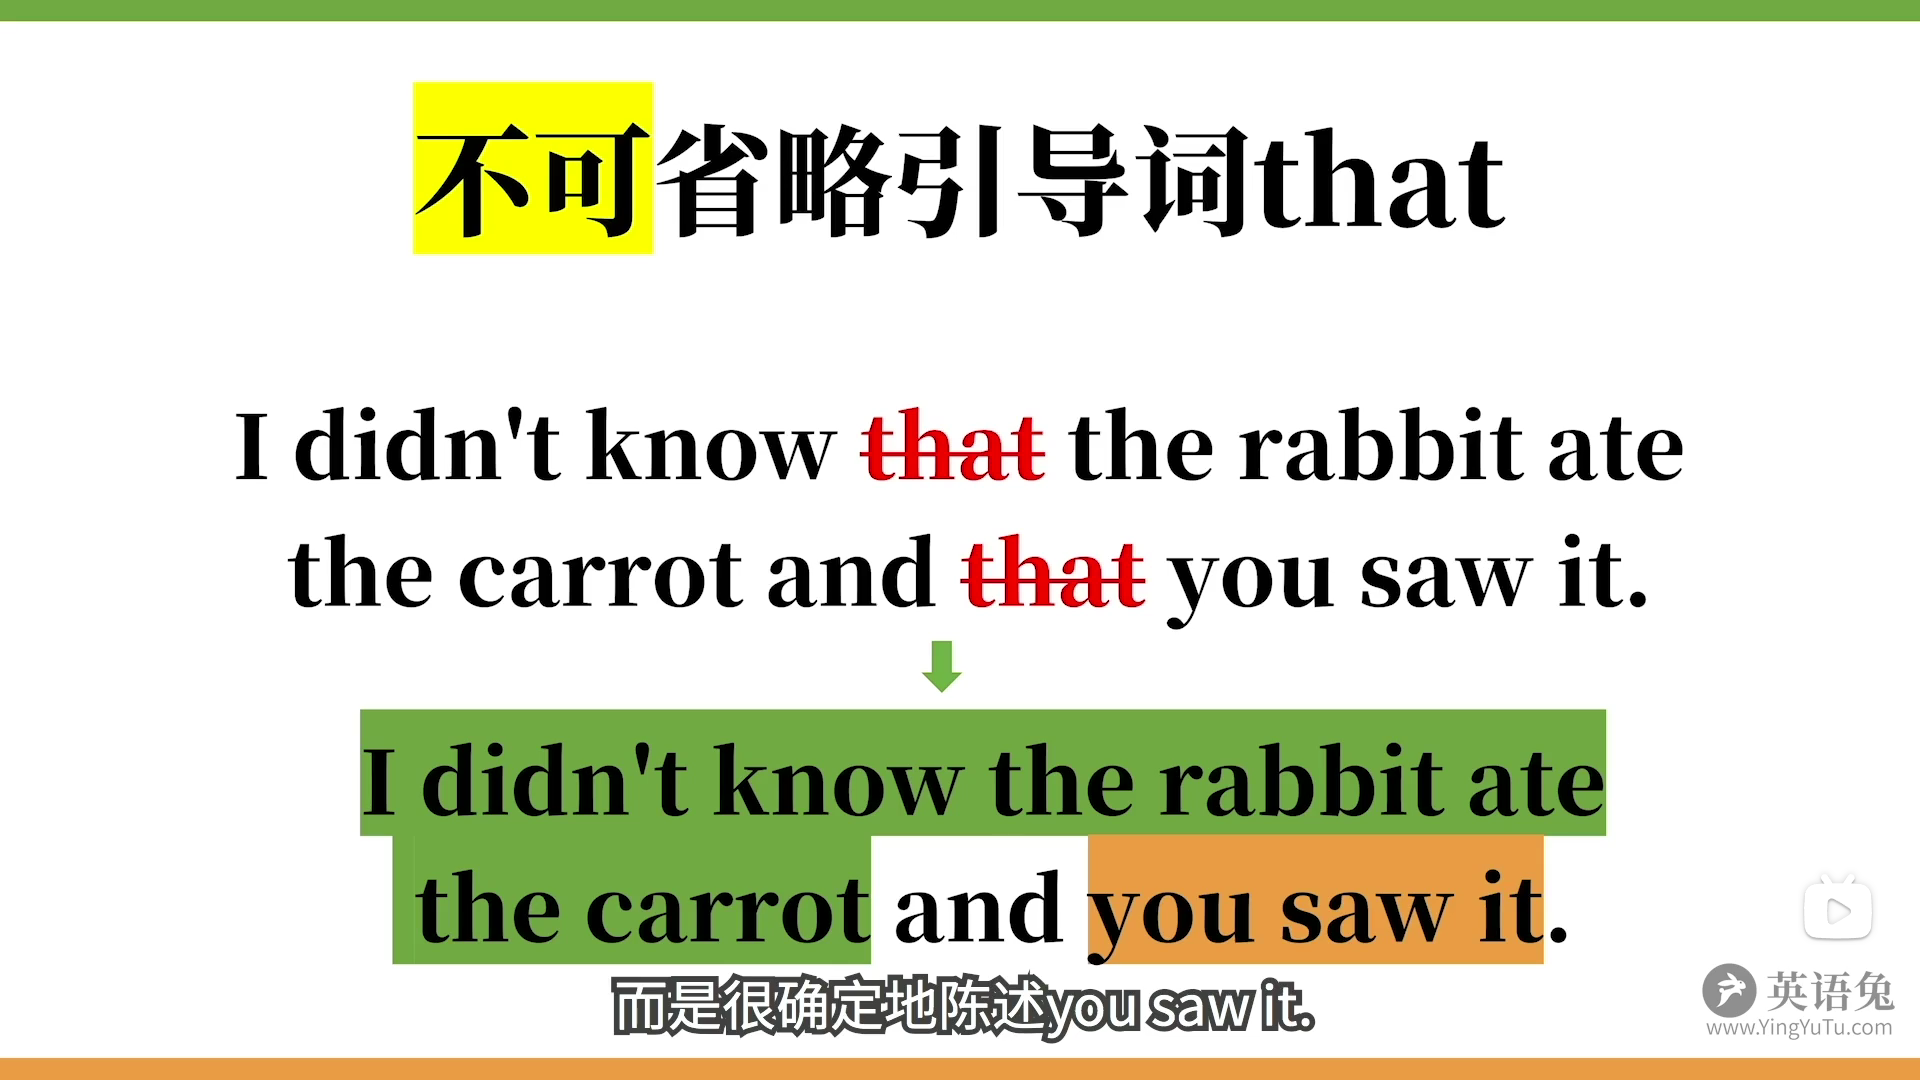 不可省略引导词that
I didn't know that the rabbit ate
the carrot and that you saw it.
I didn't know the rabbit ate
the carrot and you saw it.
而是很确定地陈述you saw it.
英语兔
www.YingYuTu.com